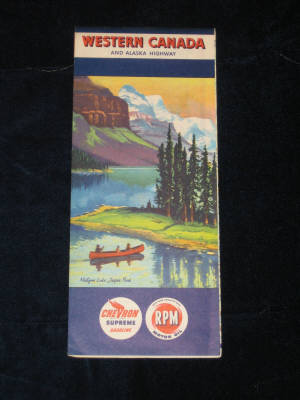 WESTERN CANADA
AND ALASKA HIGHWAY
Maligne Lake, Jasper Park
CHEVRON
SUPREME
GASOLINE
RPM
MOTOR OIL